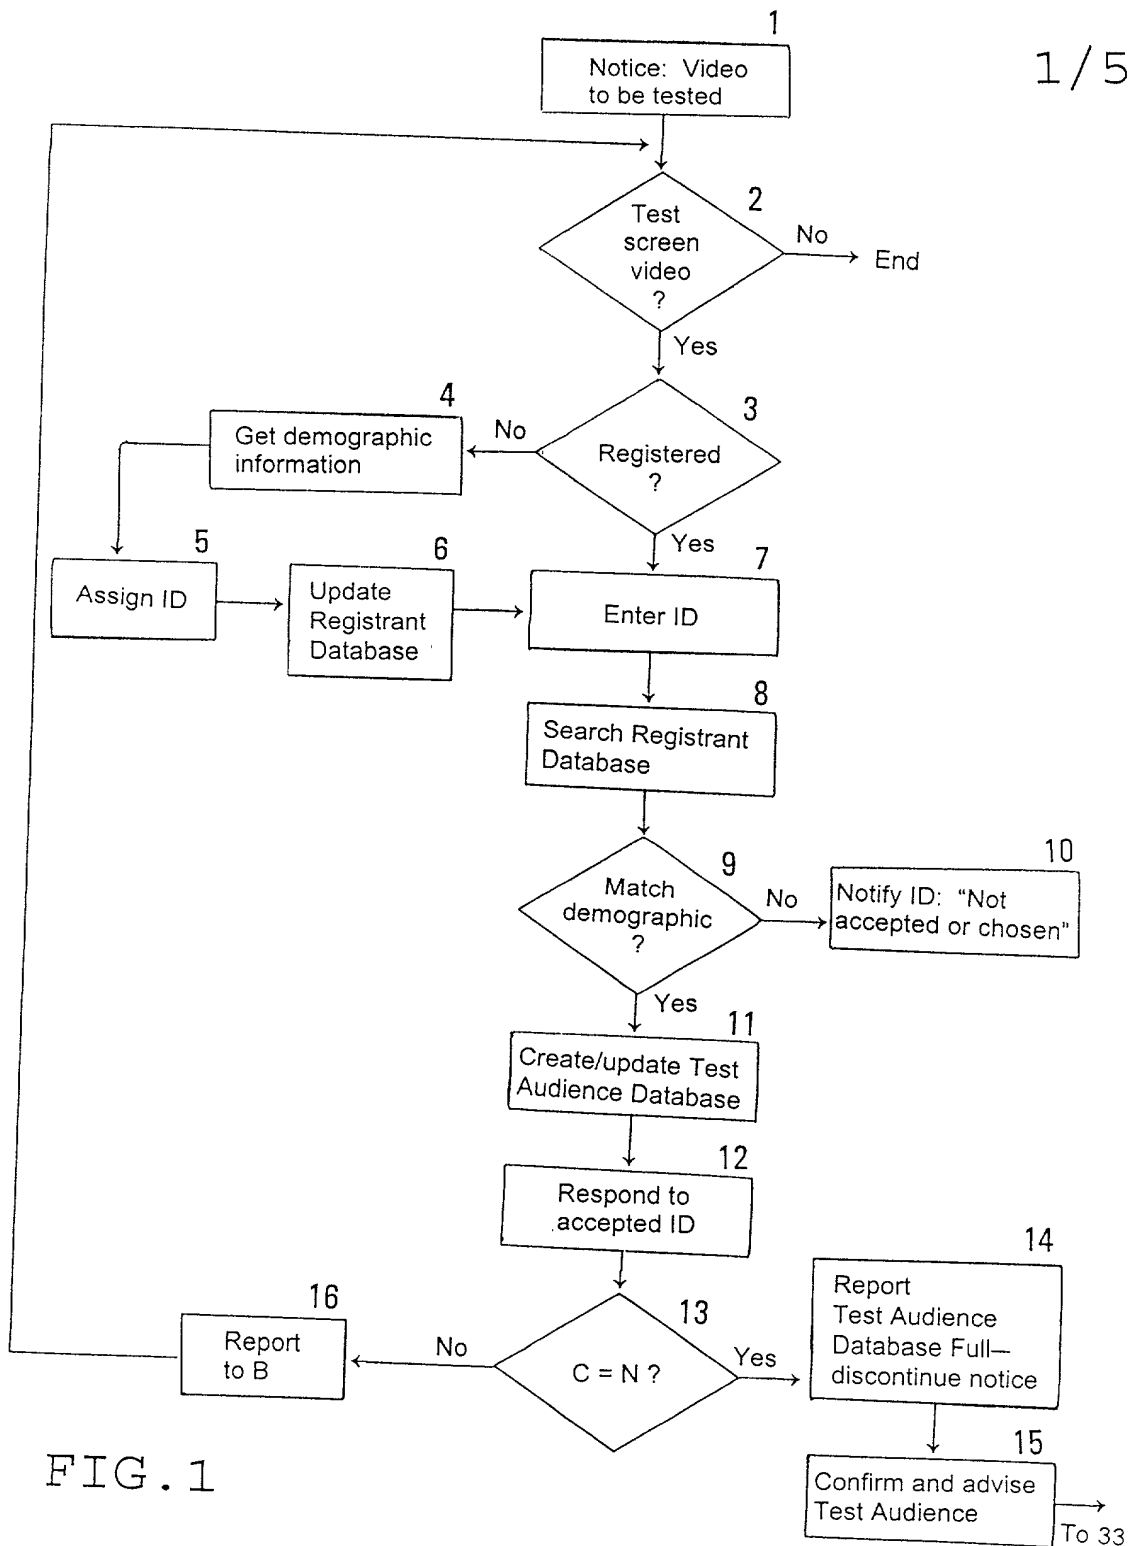 1
1/5
Notice: Video
to be tested
2
Test
screen
video
?
No
End
Yes
3
Registered
?
No
4
Get demographic
information
Yes
5
Assign ID
6
Update
Registrant
Database
7
Enter ID
8
Search Registrant
Database
9
Match
demographic
?
No
10
Notify ID: “Not
accepted or chosen”
Yes
11
Create/update Test
Audience Database
12
Respond to
accepted ID
13
C = N ?
No
16
Report
to B
Yes
14
Report
Test Audience
Database Full—
discontinue notice
15
Confirm and advise
Test Audience
To 33
FIG.1